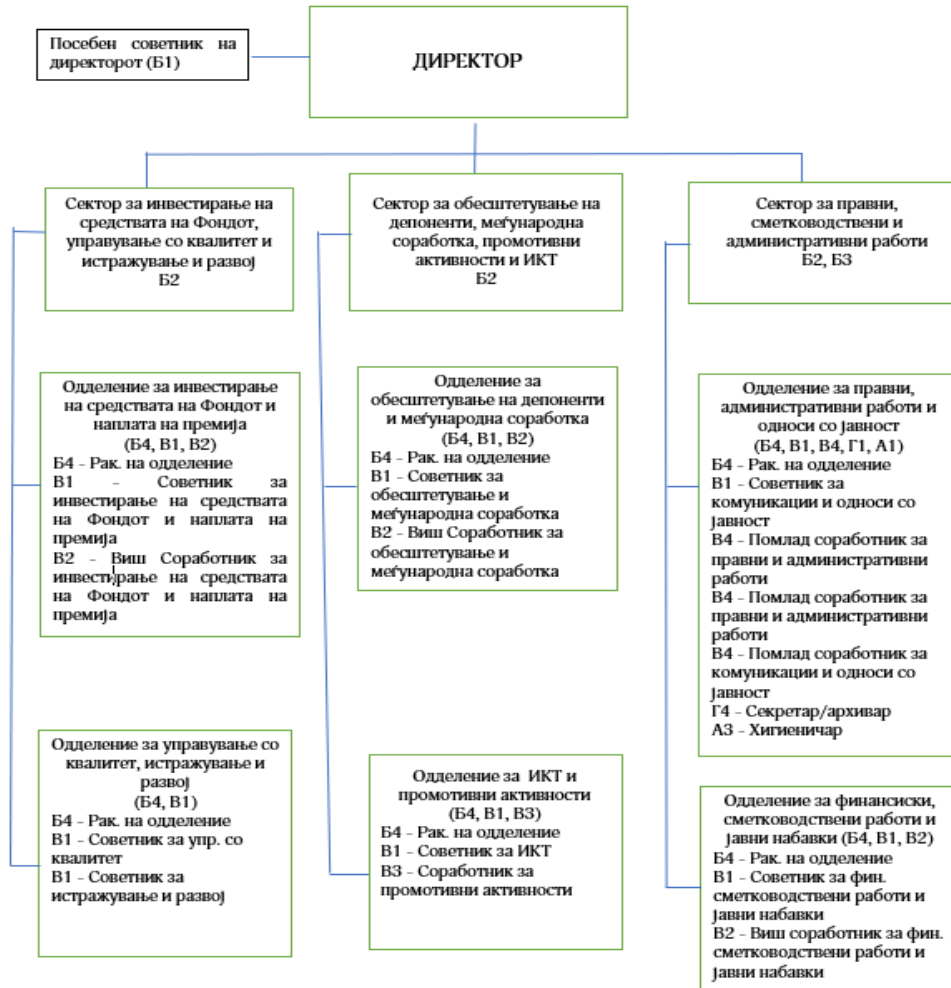 Посебен советник на
директорот (Б1)
ДИРЕКТОР
Сектор за инвестирање на
средствата на Фондот,
управување со квалитет и
истражување и развој
Б2
Сектор за обесштетување на
депоненти, меѓународна
соработка, промотивни
активности и ИКТ
Б2
Сектор за правни,
сметководствени и
административни работи
Б2, Б3
Одделение за инвестирање
на средствата на Фондот и
наплата на премија
(Б4, В1, В2)
Б4 - Рак. на одделение
В1 - Советник за
инвестирање на средствата
на Фондот и наплата на
премија
В2 – Виш Соработник за
инвестирање на средствата
на Фондот и наплата на
премија
Одделение за
обесштетување на депоненти
и меѓународна соработка
(Б4, В1, В2)
Б4 – Рак. на одделение
В1 - Советник за
обесштетување и
меѓународна соработка
В2 – Виш Соработник за
обесштетување и
меѓународна соработка
Одделение за правни,
административни работи и
односи со јавност
(Б4, В1, В4, Г1, А1)
Б4 – Рак. на одделение
В1 – Советник за
комуникации и односи со
јавност
В4 – Помлад соработник за
правни и административни
работи
В4 – Помлад соработник за
правни и административни
работи
В4 – Помлад соработник за
комуникации и односи со
јавност
Г4 – Секретар/архивар
А3 – Хигиеничар
Одделение за управување со
квалитет, истражување и
развој
(Б4, В1)
Б4 – Рак. на одделение
В1 – Советник за упр. со
квалитет
В1 – Советник за
истражување и развој
Одделение за ИКТ и
промотивни активности
(Б4, В1, В3)
Б4 – Рак. на одделение
В1 – Советник за ИКТ
В3 – Соработник за
промотивни активности
Одделение за финансиски,
сметководствени работи и
јавни набавки (Б4, В1, В2)
Б4 – Рак. на одделение
В1 – Советник за фин.
сметководствени работи и
јавни набавки
В2 – Виш соработник за фин.
сметководствени работи и
јавни набавки